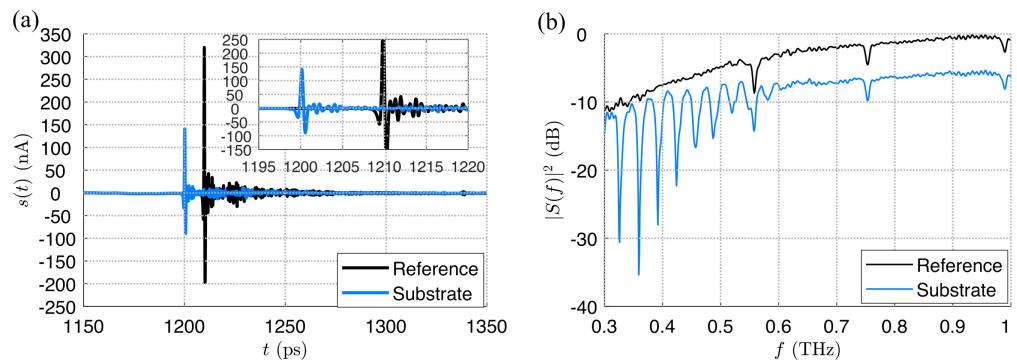 (a)
350
300
250
200
150
100
50
0
-50
-100
-150
-200
-250
s(t) (nA)
1150 1200 1250 1300 1350
t (ps)
250
200
150
100
50
0
-50
-100
-150
1195 1200 1205 1210 1215 1220
Reference
Substrate
(b)
0
-10
-20
-30
-40
|S(f)|² (dB)
0.3 0.4 0.5 0.6 0.7 0.8 0.9 1
f (THz)
Reference
Substrate